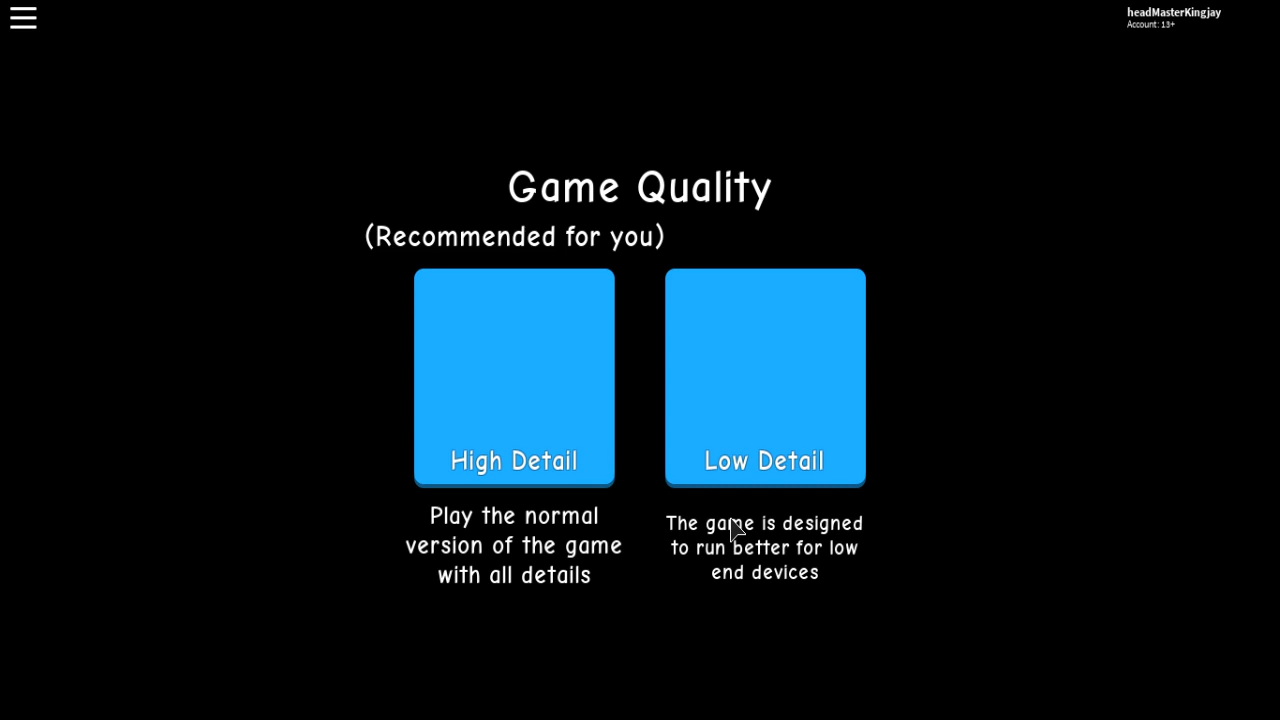 headMasterKingjay
Account: 13+
Game Quality
(Recommended for you)
High Detail
Play the normal
version of the game
with all details
Low Detail
The game is designed
to run better for low
end devices